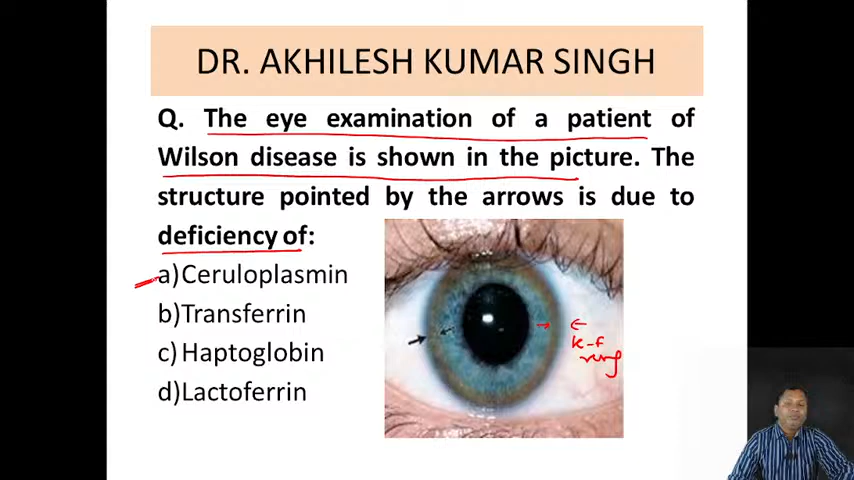 DR. AKHILESH KUMAR SINGH
Q. The eye examination of a patient of
Wilson disease is shown in the picture. The
structure pointed by the arrows is due to
deficiency of:
a)Ceruloplasmin
b)Transferrin
c)Haptoglobin
d)Lactoferrin
K-F
ring